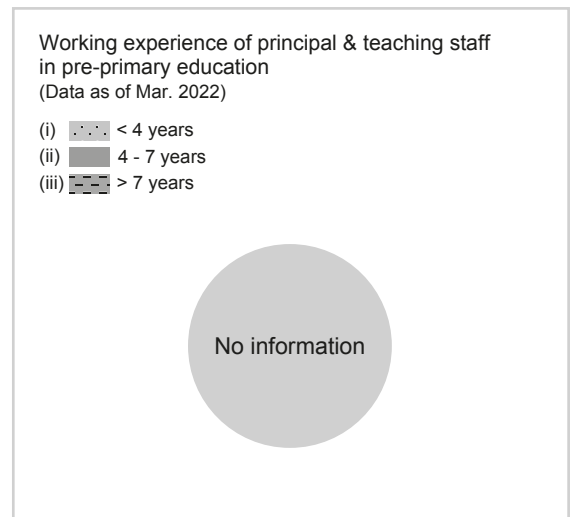 Working experience of principal & teaching staff
in pre-primary education
(Data as of Mar. 2022)
(i) < 4 years
(ii) 4 - 7 years
(iii) > 7 years
No information